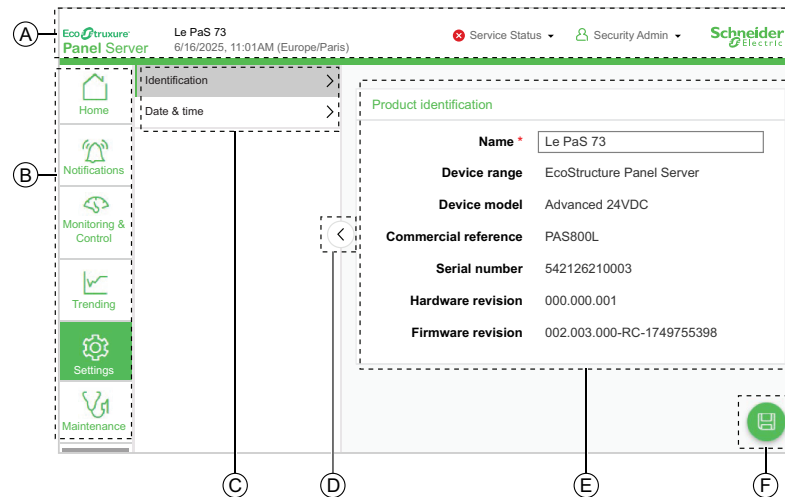 A
EcoStruxure
Panel Server
Le PaS 73
6/16/2025, 11:01AM (Europe/Paris)
Service Status
Security Admin
Schneider
Electric
B
Home
Notifications
Monitoring &
Control
Trending
Settings
Maintenance
Identification
Date & time
Product identification
Name * Le PaS 73
Device range EcoStructure Panel Server
Device model Advanced 24VDC
Commercial reference PAS800L
Serial number 542126210003
Hardware revision 000.000.001
Firmware revision 002.003.000-RC-1749755398
C
D
E
F